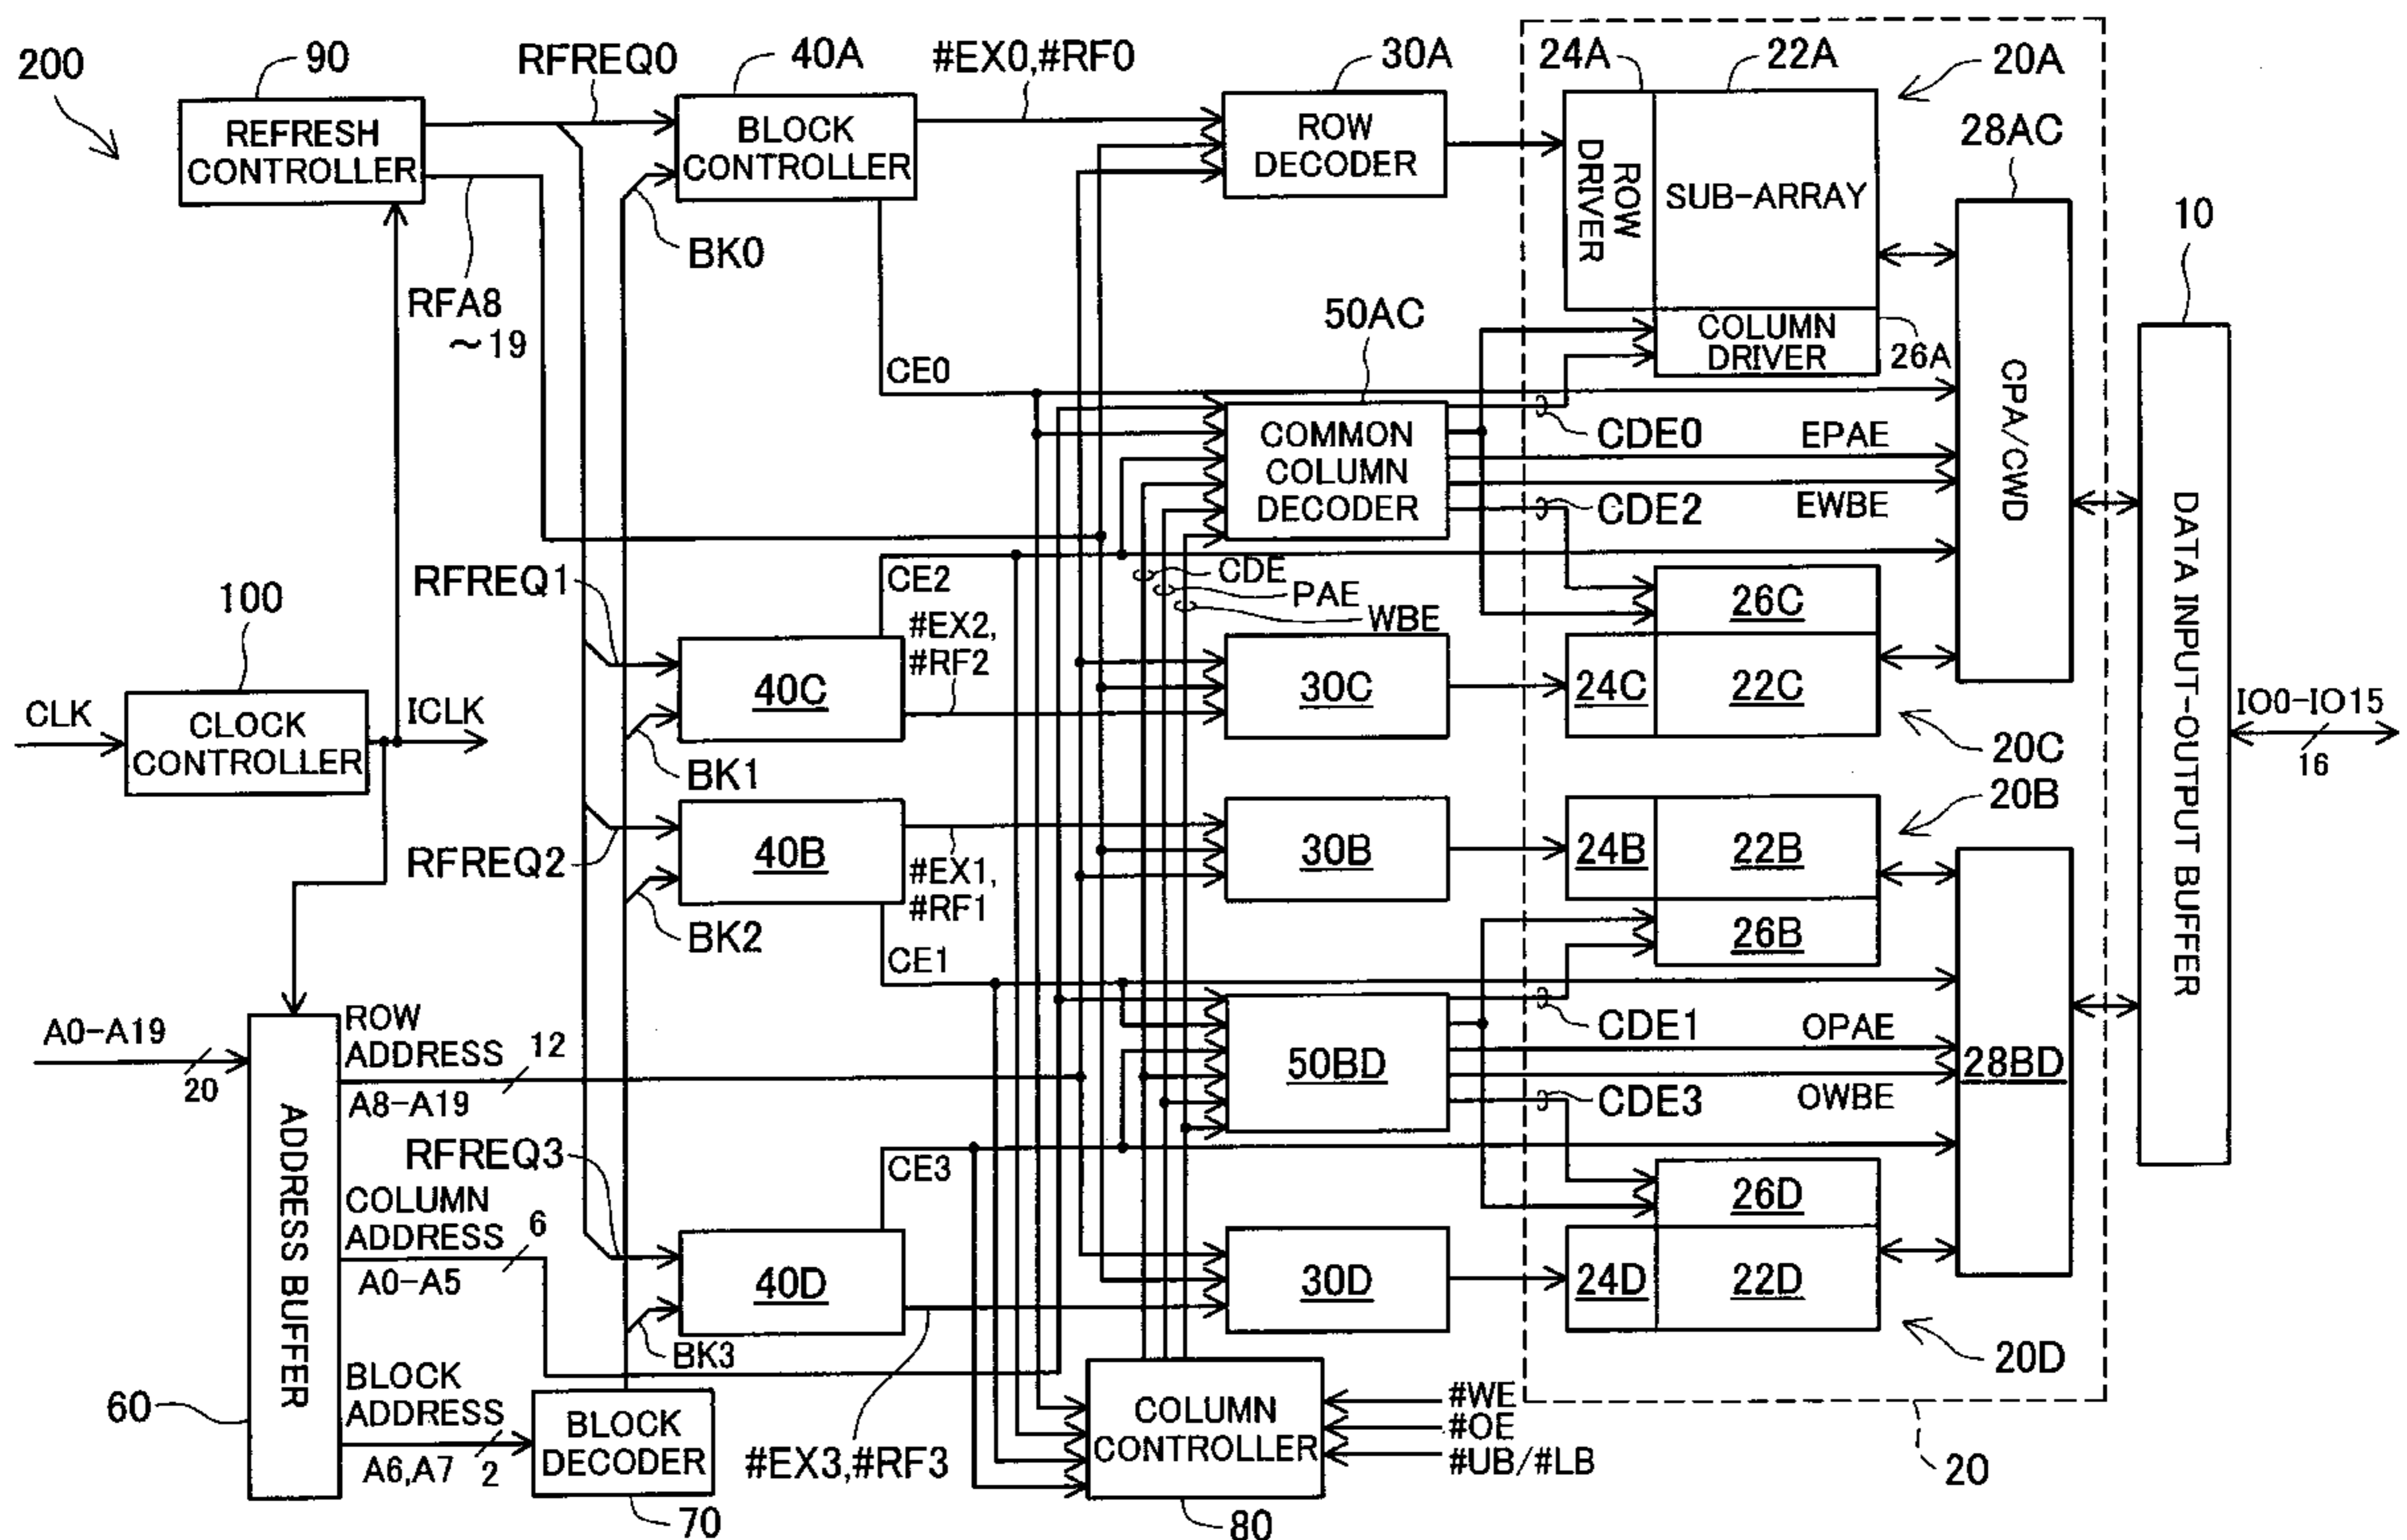 200
90
REFRESH
CONTROLLER
RFREQ0
40A
BLOCK
CONTROLLER
#EX0,#RF0
30A
ROW
DECODER
24A
22A
20A
ROW
DRIVER
SUB-ARRAY
28AC
10
BK0
RFA8
~19
50AC
COLUMN
DRIVER
26A
CE0
CPA/CWD
COMMON
COLUMN
DECODER
CDE0
EPAE
CDE2
EWBE
DATA INPUT-OUTPUT BUFFER
RFREQ1
CE2
CDE
PAE
WBE
26C
100
#EX2,
#RF2
40C
30C
24C
22C
CLK
CLOCK
CONTROLLER
ICLK
IO0-IO15
16
20C
BK1
20B
RFREQ2
40B
#EX1,
#RF1
30B
24B
22B
BK2
26B
CE1
A0-A19
20
ROW
ADDRESS
12
A8-A19
CDE1
OPAE
50BD
28BD
CDE3
OWBE
ADDRESS BUFFER
RFREQ3
CE3
COLUMN
ADDRESS
6
A0-A5
26D
40D
30D
24D
22D
BK3
20D
60
BLOCK
ADDRESS
A6,A7
2
BLOCK
DECODER
#EX3,#RF3
COLUMN
CONTROLLER
#WE
#OE
#UB/#LB
20
70
80